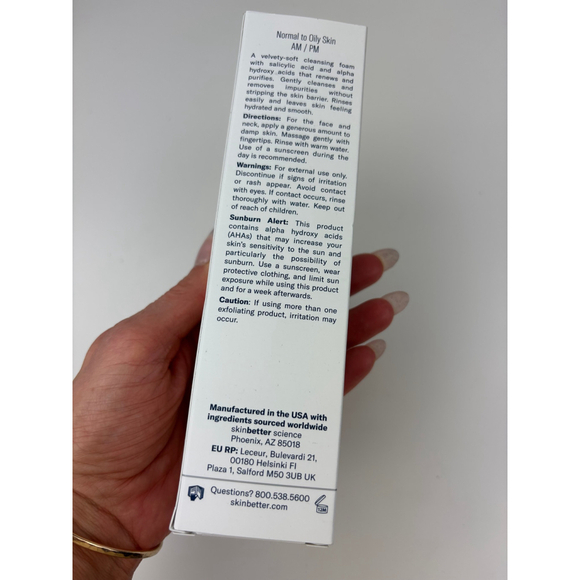 Normal to Oily Skin
AM / PM
A velvety-soft cleansing foam
with salicylic acid and alpha
hydroxy acids that renews and
purifies. Gently cleanses and
removes impurities without
stripping the skin barrier. Rinses
easily and leaves skin feeling
hydrated and smooth.
Directions: For the face and
neck, apply a generous amount to
damp skin. Massage gently with
fingertips. Rinse with warm water.
Use of a sunscreen during the
day is recommended.
Warnings: For external use only.
Discontinue if signs of irritation
or rash appear. Avoid contact
with eyes. If contact occurs, rinse
thoroughly with water. Keep out
of reach of children.
Sunburn Alert: This product
contains alpha hydroxy acids
(AHAs) that may increase your
skin's sensitivity to the sun and
particularly the possibility of
sunburn. Use a sunscreen, wear
protective clothing, and limit sun
exposure while using this product
and for a week afterwards.
Caution: If using more than one
exfoliating product, irritation may
occur.
Manufactured in the USA with
ingredients sourced worldwide
skinbetter science
Phoenix, AZ 85018
EU RP: Leceur, Bulevardi 21,
00180 Helsinki FI
Plaza 1, Salford M50 3UB UK
Questions? 800.538.5600
skinbetter.com
12M